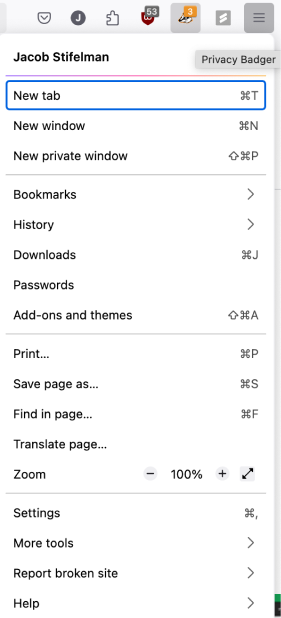 J
53
3
Jacob Stifelman
Privacy Badger
New tab ⌘T
New window ⌘N
New private window ⇧⌘P
Bookmarks
History
Downloads ⌘J
Passwords
Add-ons and themes ⇧⌘A
Print... ⌘P
Save page as... ⌘S
Find in page... ⌘F
Translate page...
Zoom − 100% +
Settings ⌘,
More tools
Report broken site
Help